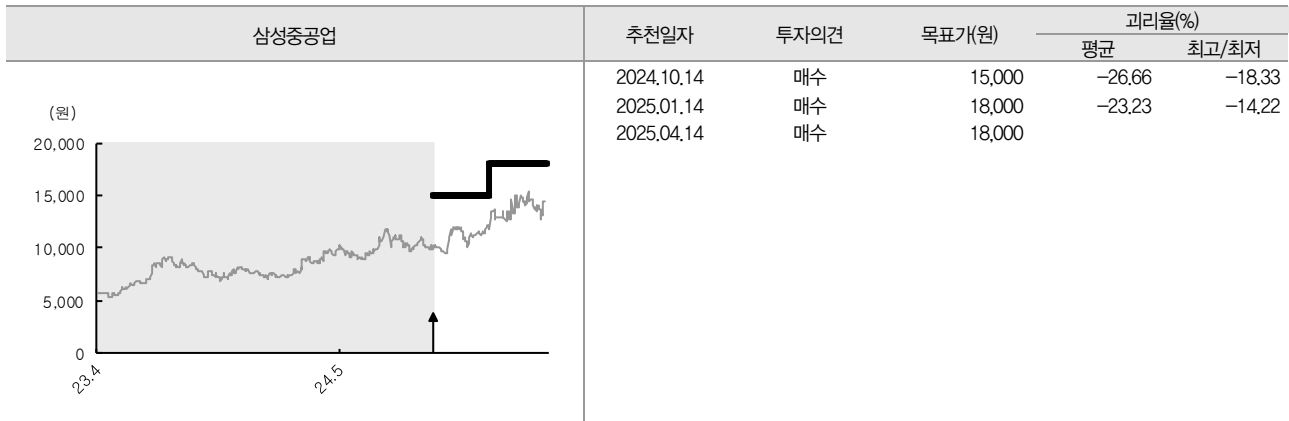 삼성중공업
추천일자 투자의견 목표가(원) 괴리율(%)
평균 최고/최저
2024.10.14 매수 15,000 -26.66 -18.33
2025.01.14 매수 18,000 -23.23 -14.22
2025.04.14 매수 18,000
(원)
20,000
15,000
10,000
5,000
0
23.4 24.5